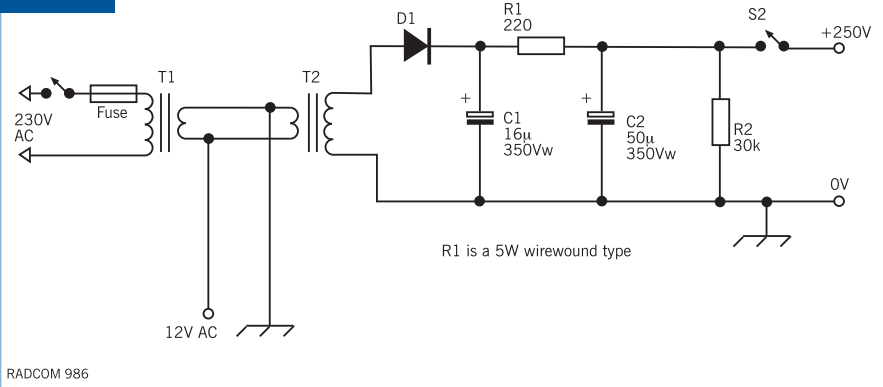 D1
R1
220
S2
+250V
T1
T2
230V
AC
Fuse
+
C1
16µ
350Vw
+
C2
50µ
350Vw
R2
30k
0V
R1 is a 5W wirewound type
12V AC
RADCOM 986